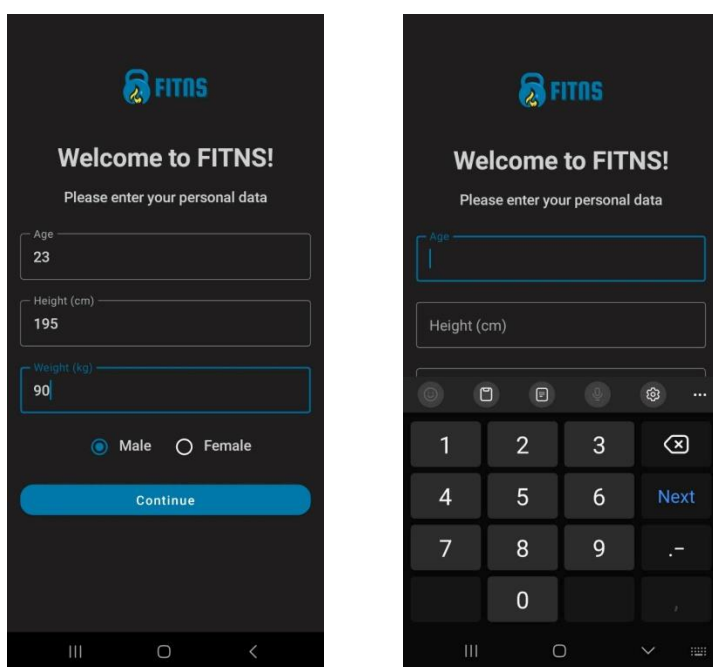 FITNS
Welcome to FITNS!
Please enter your personal data
Age
23
Height (cm)
195
Weight (kg)
90
Male
Female
Continue
FITNS
Welcome to FITNS!
Please enter your personal data
Age
Height (cm)
1 2 3
4 5 6 Next
7 8 9 .-
0 ,